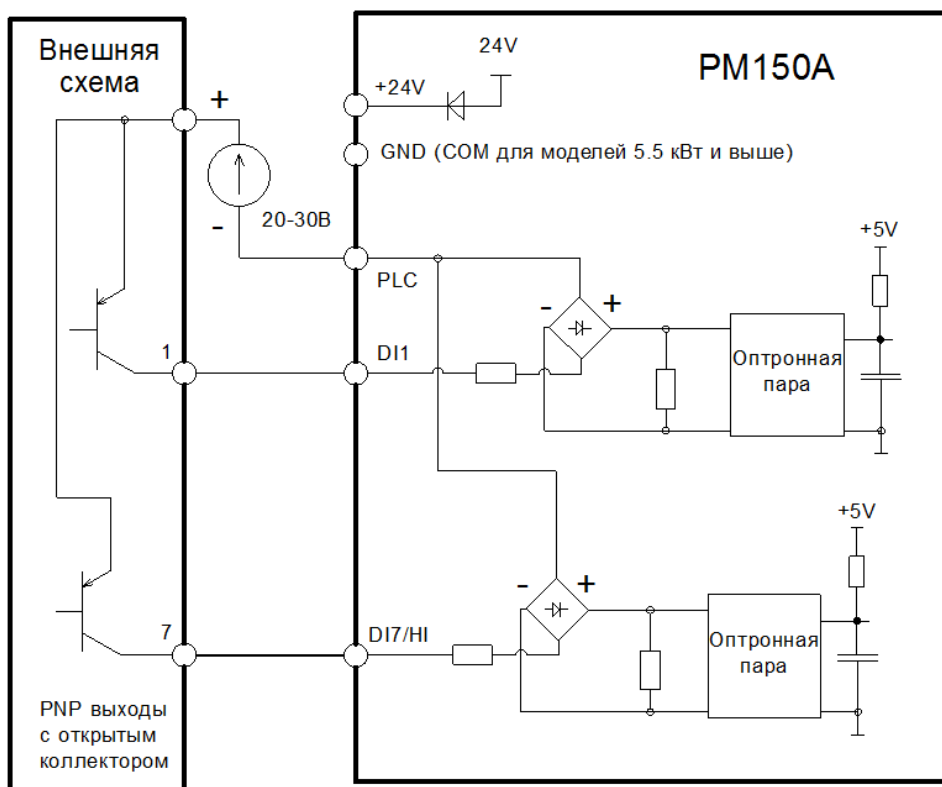 Внешняя
схема
+
-
20-30В
24V
+24V
PM150A
GND (COM для моделей 5.5 кВт и выше)
PLC
+5V
-
+
1
DI1
Оптронная
пара
+5V
-
+
7
DI7/HI
Оптронная
пара
PNP выходы
с открытым
коллектором